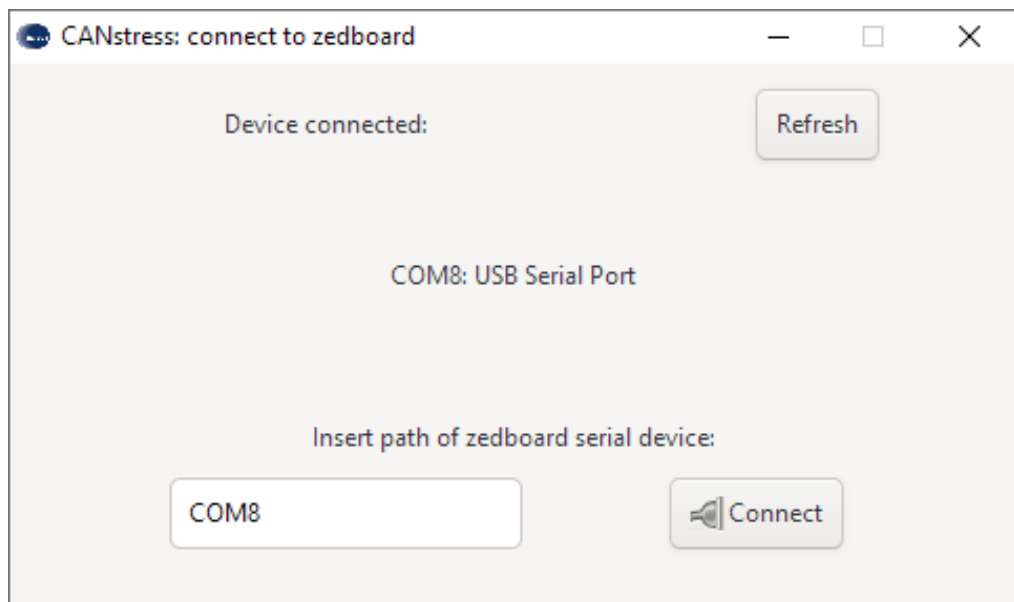 CANstress: connect to zedboard
Device connected:
Refresh
COM8: USB Serial Port
Insert path of zedboard serial device:
COM8
Connect